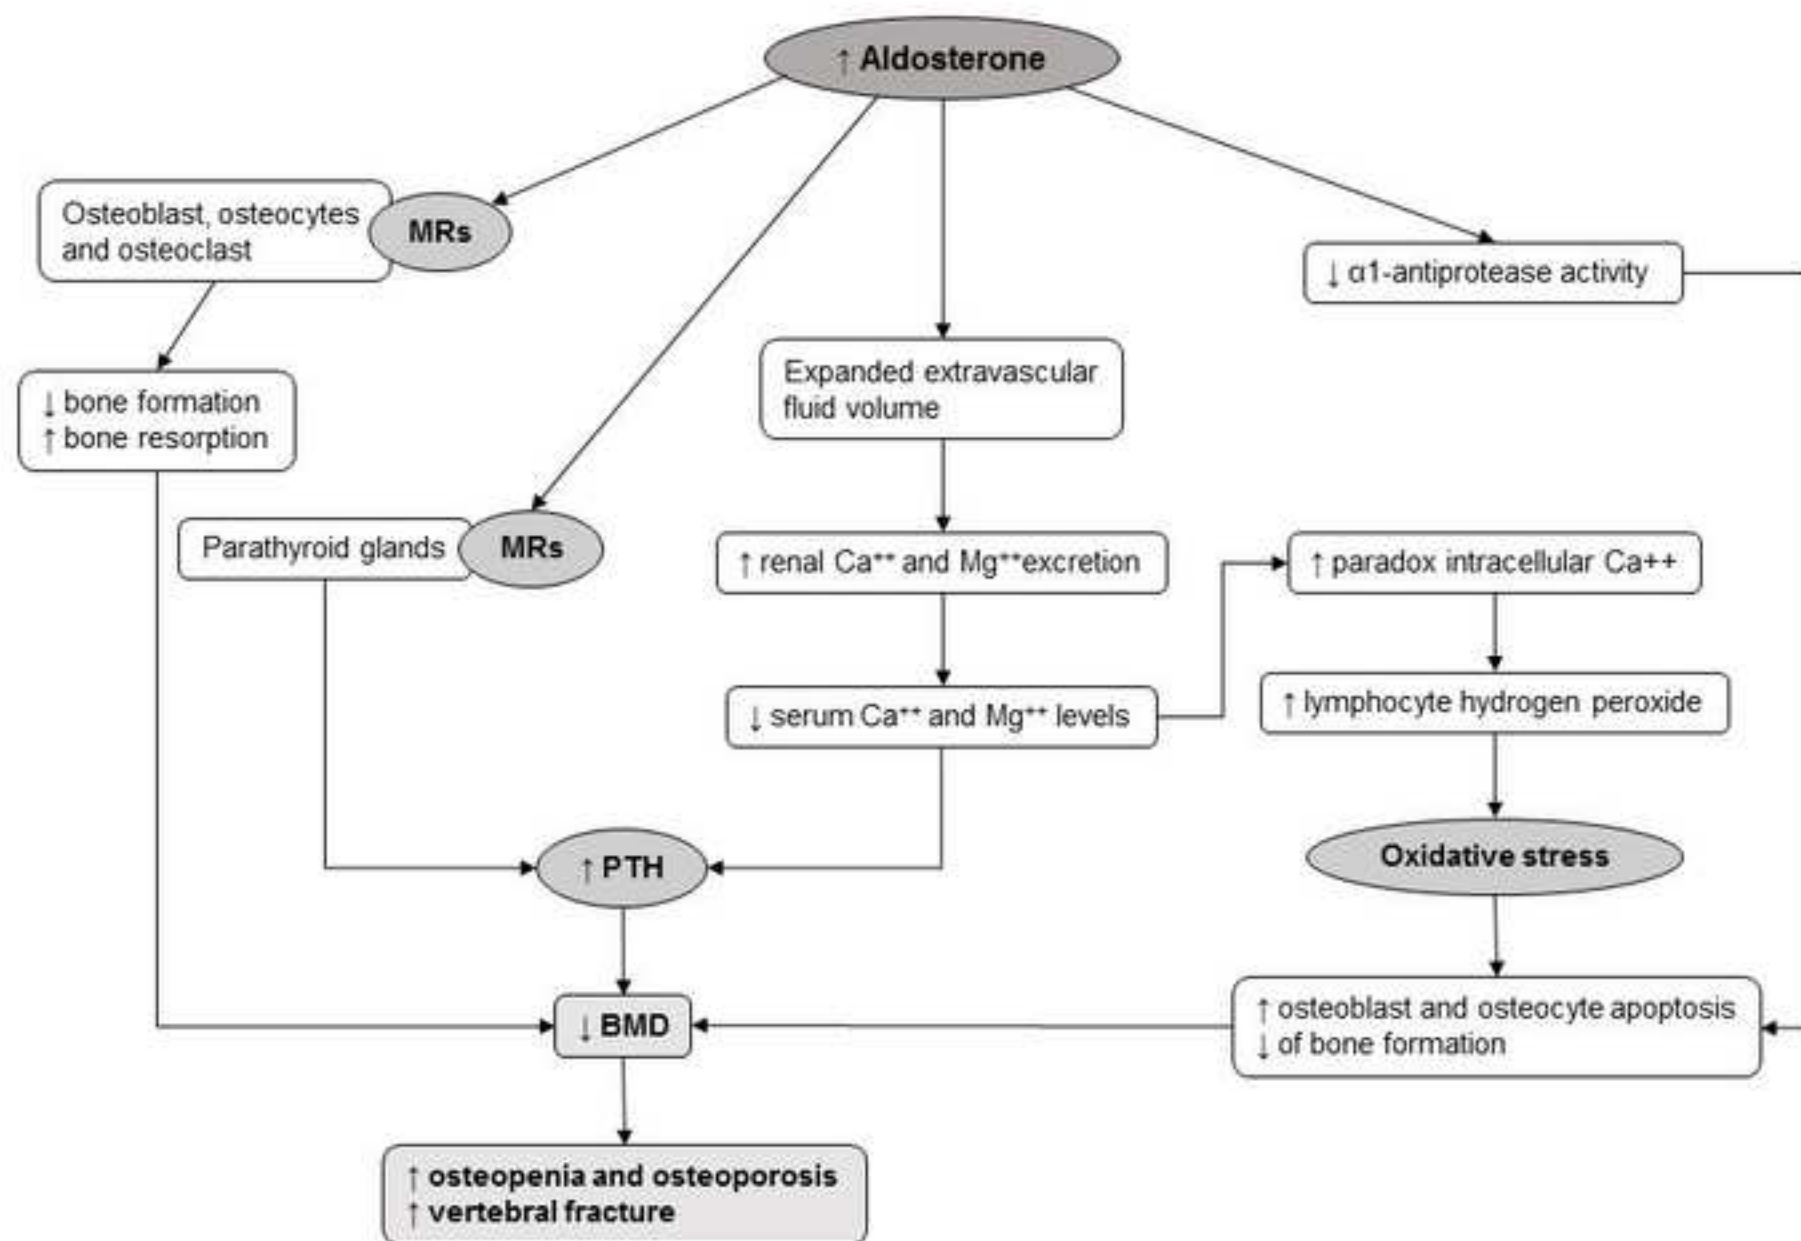 ↑ Aldosterone
Osteoblast, osteocytes
and osteoclast
MRs
↓ α1-antiprotease activity
Expanded extravascular
fluid volume
↓ bone formation
↑ bone resorption
Parathyroid glands
MRs
↑ renal Ca⁺⁺ and Mg⁺⁺excretion
↑ paradox intracellular Ca++
↓ serum Ca⁺⁺ and Mg⁺⁺ levels
↑ lymphocyte hydrogen peroxide
↑ PTH
Oxidative stress
↓ BMD
↑ osteoblast and osteocyte apoptosis
↓ of bone formation
↑ osteopenia and osteoporosis
↑ vertebral fracture